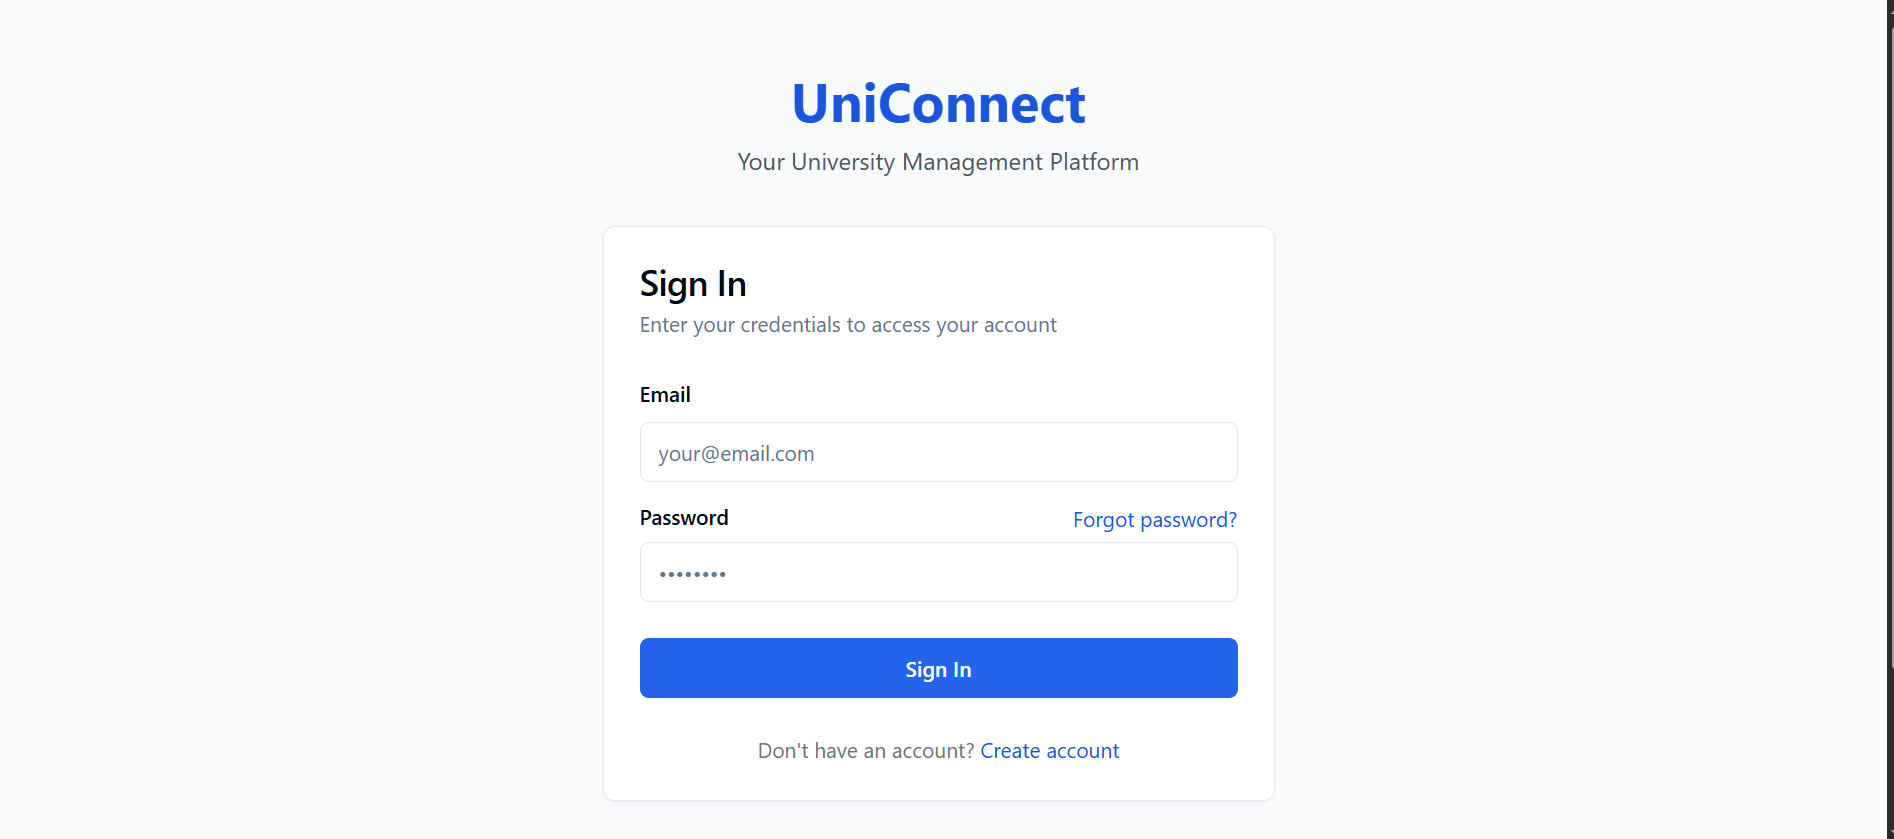 UniConnect
Your University Management Platform
Sign In
Enter your credentials to access your account
Email
your@email.com
Password Forgot password?
••••••••
Sign In
Don't have an account? Create account